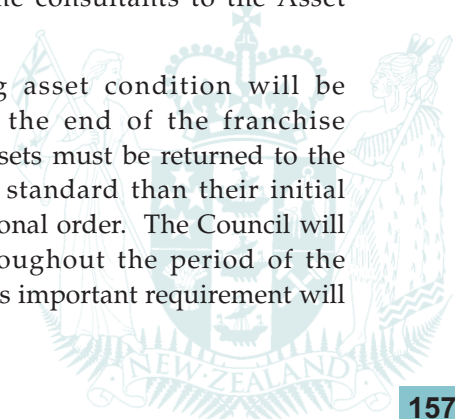 the consultants to the Asset
g asset condition will be
the end of the franchise
sets must be returned to the
standard than their initial
onal order. The Council will
oughout the period of the
s important requirement will
NEW ZEALAND
157